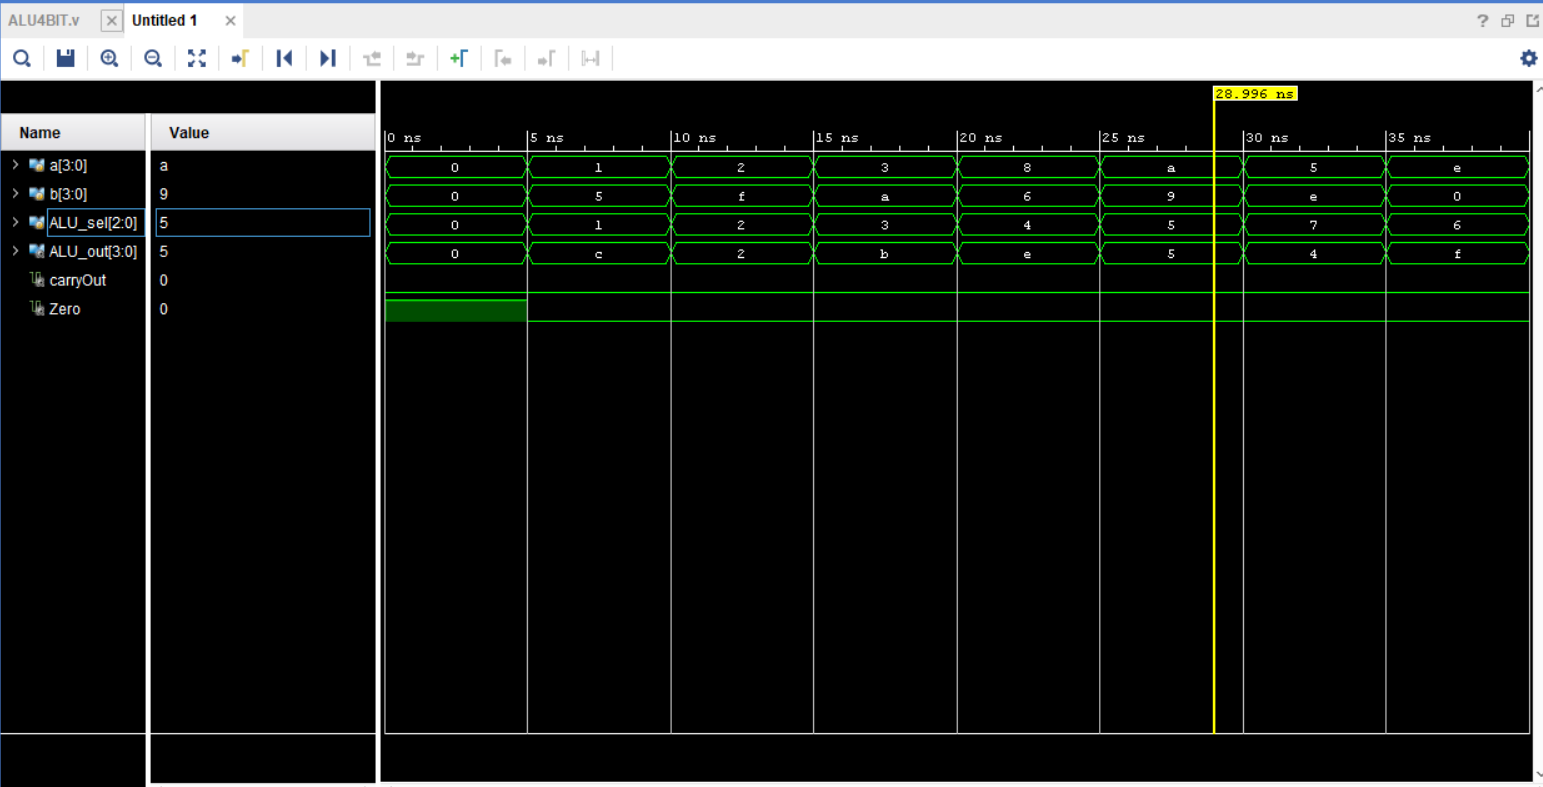 ALU4BIT.v Untitled 1
28.996 ns
Name Value
0 ns 5 ns 10 ns 15 ns 20 ns 25 ns 30 ns 35 ns
a[3:0] a 0 1 2 3 8 a 5 e
b[3:0] 9 0 5 f a 6 9 e 0
ALU_sel[2:0] 5 0 1 2 3 4 5 7 6
ALU_out[3:0] 5 0 c 2 b e 5 4 f
carryOut 0
Zero 0